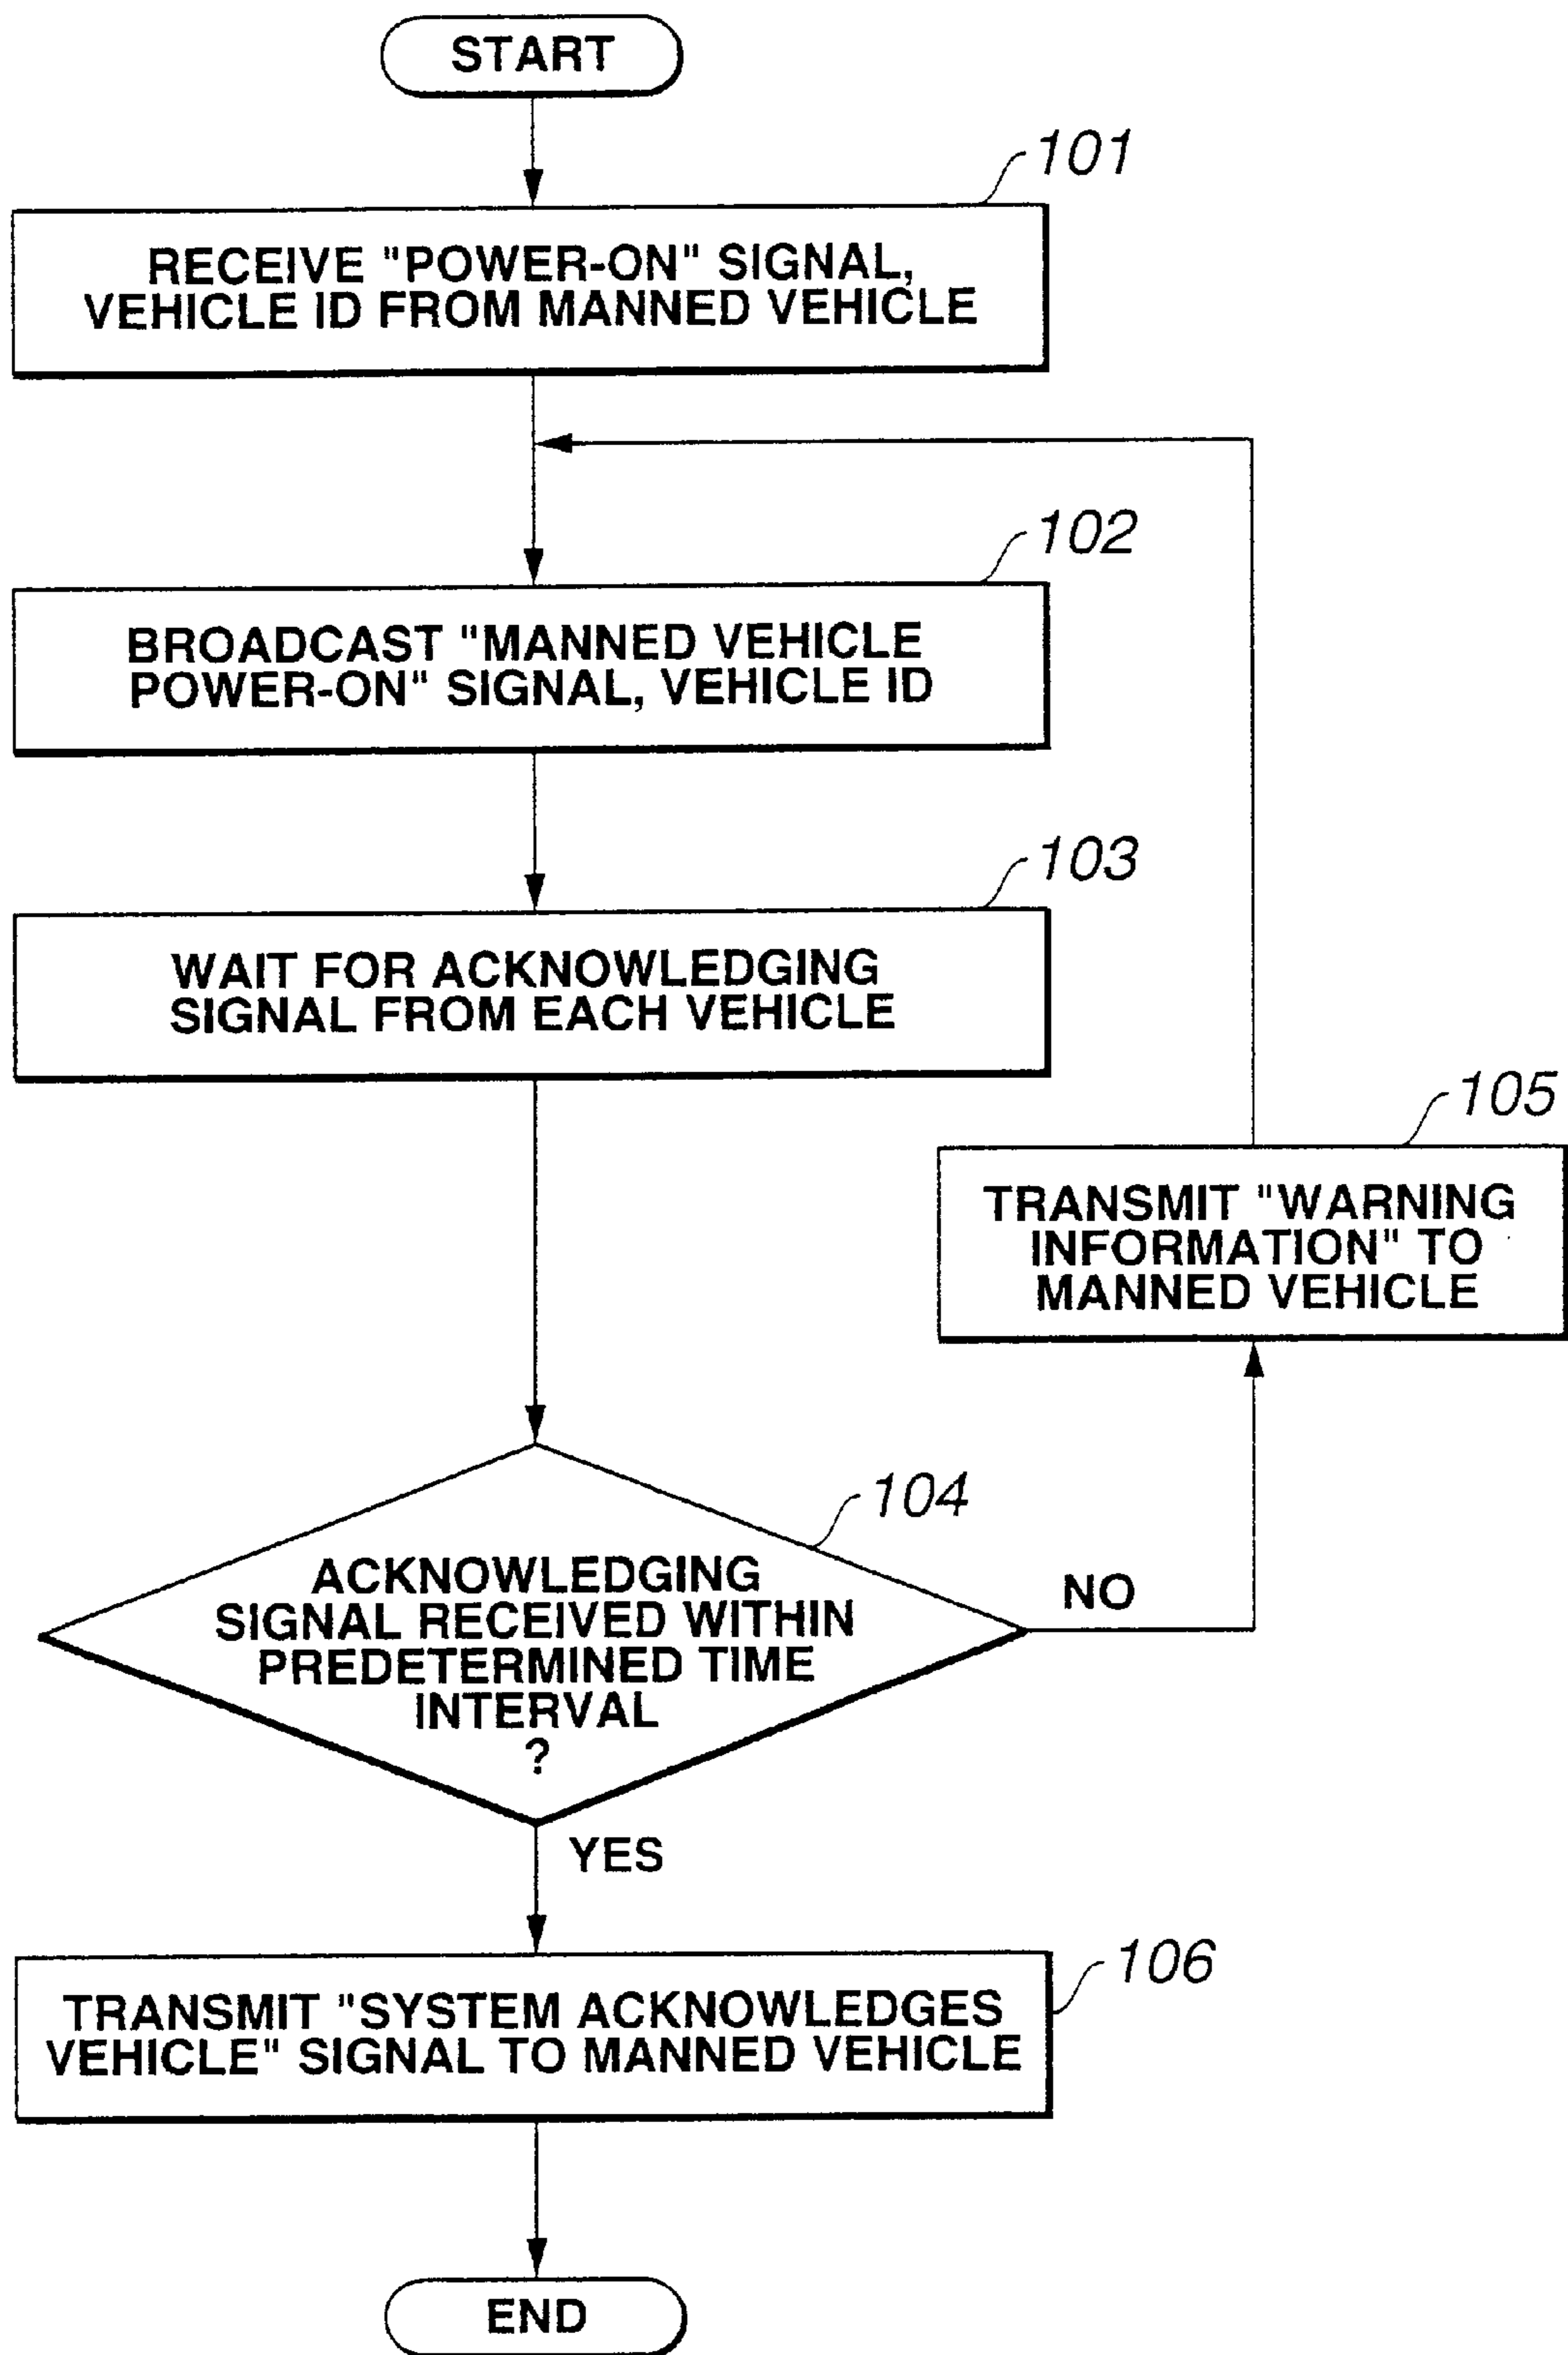 START
101
RECEIVE "POWER-ON" SIGNAL,
VEHICLE ID FROM MANNED VEHICLE
102
BROADCAST "MANNED VEHICLE
POWER-ON" SIGNAL, VEHICLE ID
103
WAIT FOR ACKNOWLEDGING
SIGNAL FROM EACH VEHICLE
105
TRANSMIT "WARNING
INFORMATION" TO
MANNED VEHICLE
104
ACKNOWLEDGING
SIGNAL RECEIVED WITHIN
PREDETERMINED TIME
INTERVAL
?
NO
YES
106
TRANSMIT "SYSTEM ACKNOWLEDGES
VEHICLE" SIGNAL TO MANNED VEHICLE
END